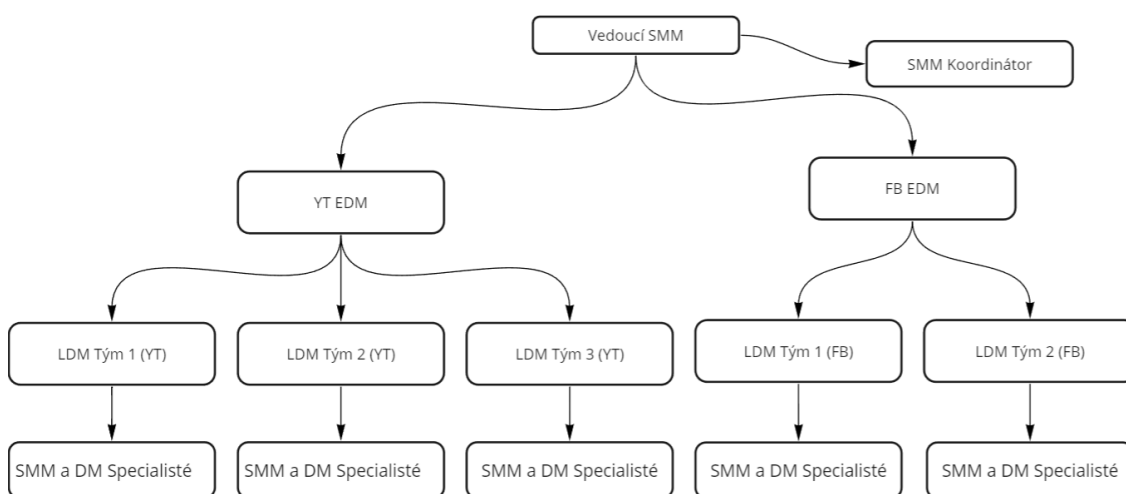 Vedoucí SMM
SMM Koordinátor
YT EDM
FB EDM
LDM Tým 1 (YT)
LDM Tým 2 (YT)
LDM Tým 3 (YT)
LDM Tým 1 (FB)
LDM Tým 2 (FB)
SMM a DM Specialisté
SMM a DM Specialisté
SMM a DM Specialisté
SMM a DM Specialisté
SMM a DM Specialisté